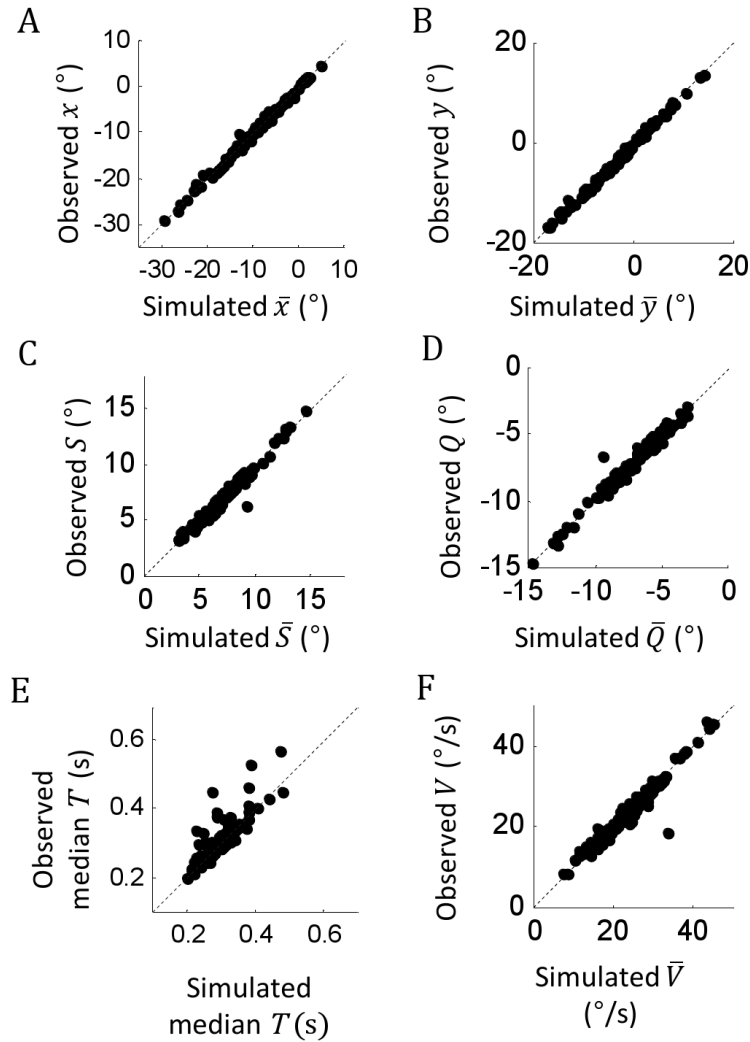 A
10
0
-10
-20
-30
Observed x (°)
-30 -20 -10 0 10
Simulated x̄ (°)
B
20
0
-20
Observed y (°)
-20 0 20
Simulated ȳ (°)
C
15
10
5
0
Observed S (°)
0 5 10 15
Simulated S̄ (°)
D
0
-5
-10
-15
Observed Q (°)
-15 -10 -5 0
Simulated Q̄ (°)
E
0.6
0.4
0.2
Observed
median T (s)
0.2 0.4 0.6
Simulated
median T (s)
F
40
20
0
Observed V (°/s)
0 20 40
Simulated V̄
(°/s)